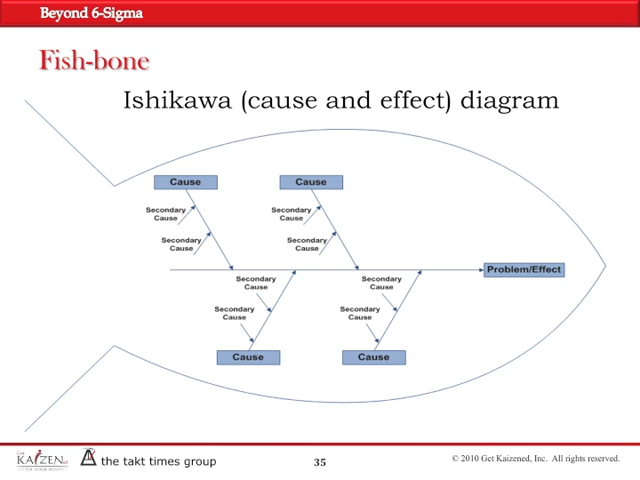 Beyond 6-Sigma
Fish-bone
Ishikawa (cause and effect) diagram
Cause
Cause
Secondary
Cause
Secondary
Cause
Secondary
Cause
Secondary
Cause
Problem/Effect
Secondary
Cause
Secondary
Cause
Secondary
Cause
Secondary
Cause
Cause
Cause
Get
KAIZEN
the takt times group
35
© 2010 Get Kaizened, Inc. All rights reserved.